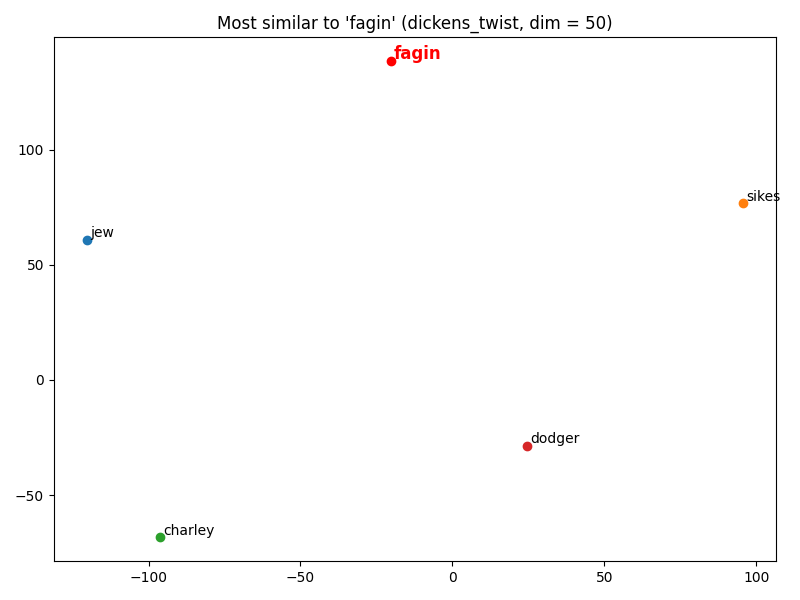 Most similar to 'fagin' (dickens_twist, dim = 50)
fagin
sikes
jew
dodger
charley
100
50
0
−50
−100
−50
0
50
100